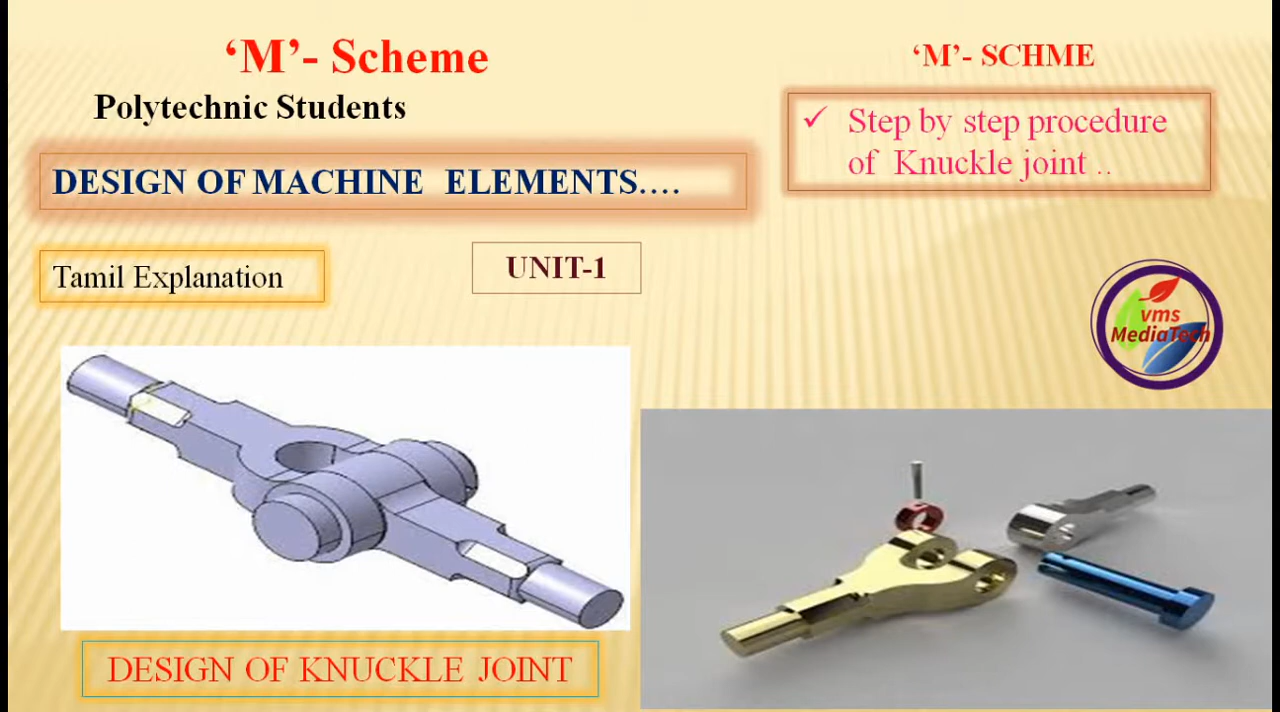 ‘M’- Scheme
Polytechnic Students
DESIGN OF MACHINE ELEMENTS....
Tamil Explanation
UNIT-1
‘M’- SCHME
✓ Step by step procedure
of Knuckle joint ..
vms
MediaTech
DESIGN OF KNUCKLE JOINT